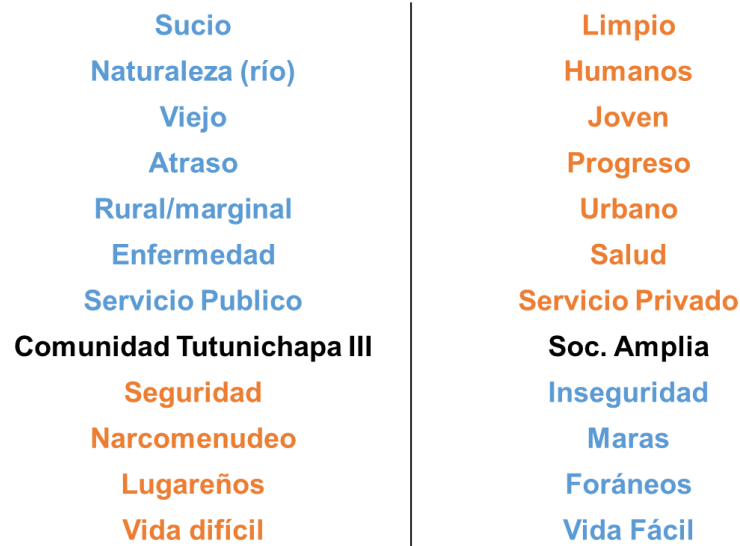 Sucio
Limpio
Naturaleza (río)
Humanos
Viejo
Joven
Atraso
Progreso
Rural/marginal
Urbano
Enfermedad
Salud
Servicio Publico
Servicio Privado
Comunidad Tutunichapa III
Soc. Amplia
Seguridad
Inseguridad
Narcomenudeo
Maras
Lugareños
Foráneos
Vida difícil
Vida Fácil